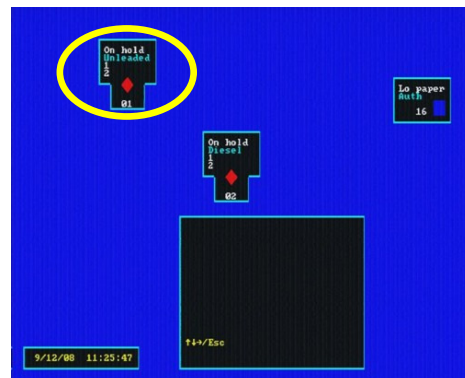 On hold
Unleaded
1
2
01
Lo paper
Auth
16
On hold
Diesel
1
2
02
↑↓→/Esc
9/12/08 11:25:47